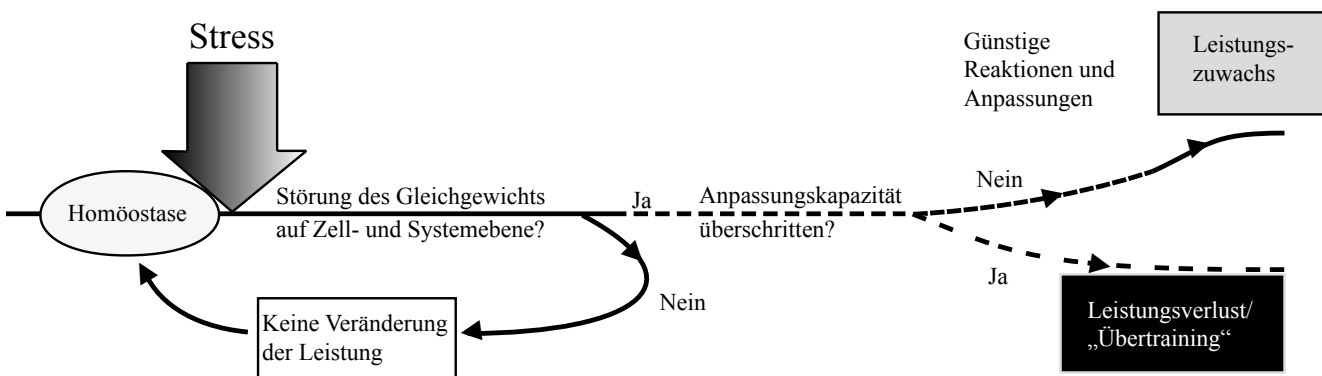 Stress
Homöostase
Störung des Gleichgewichts
auf Zell- und Systemebene?
Nein
Keine Veränderung
der Leistung
Ja
Anpassungskapazität
überschritten?
Nein
Günstige
Reaktionen und
Anpassungen
Leistungs-
zuwachs
Ja
Leistungsverlust/
„Übertraining“